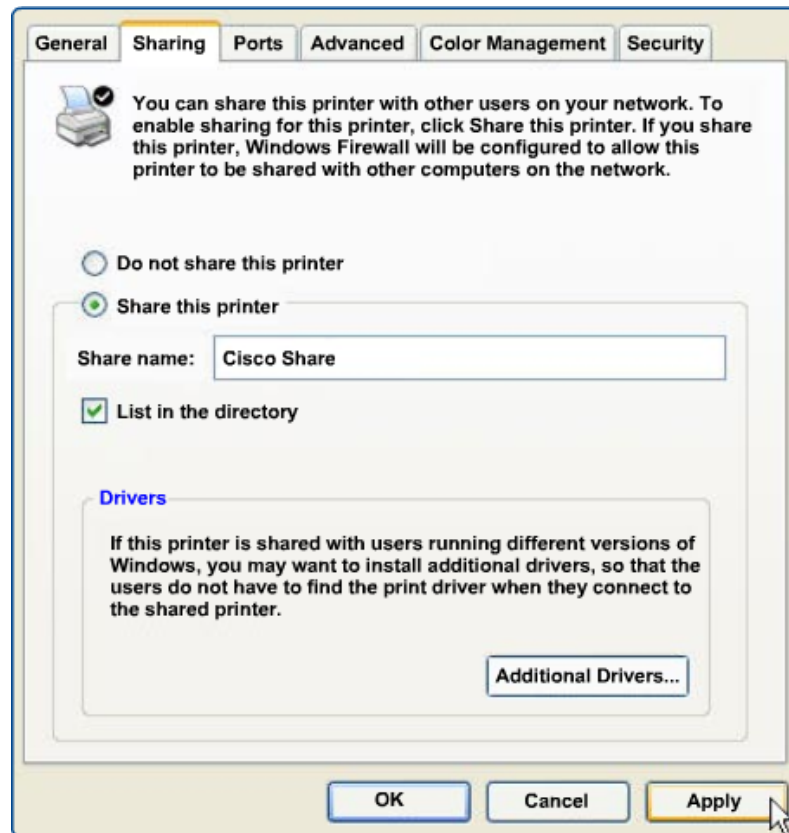 General Sharing Ports Advanced Color Management Security
You can share this printer with other users on your network. To
enable sharing for this printer, click Share this printer. If you share
this printer, Windows Firewall will be configured to allow this
printer to be shared with other computers on the network.
Do not share this printer
Share this printer
Share name: Cisco Share
List in the directory
Drivers
If this printer is shared with users running different versions of
Windows, you may want to install additional drivers, so that the
users do not have to find the print driver when they connect to
the shared printer.
Additional Drivers...
OK Cancel Apply